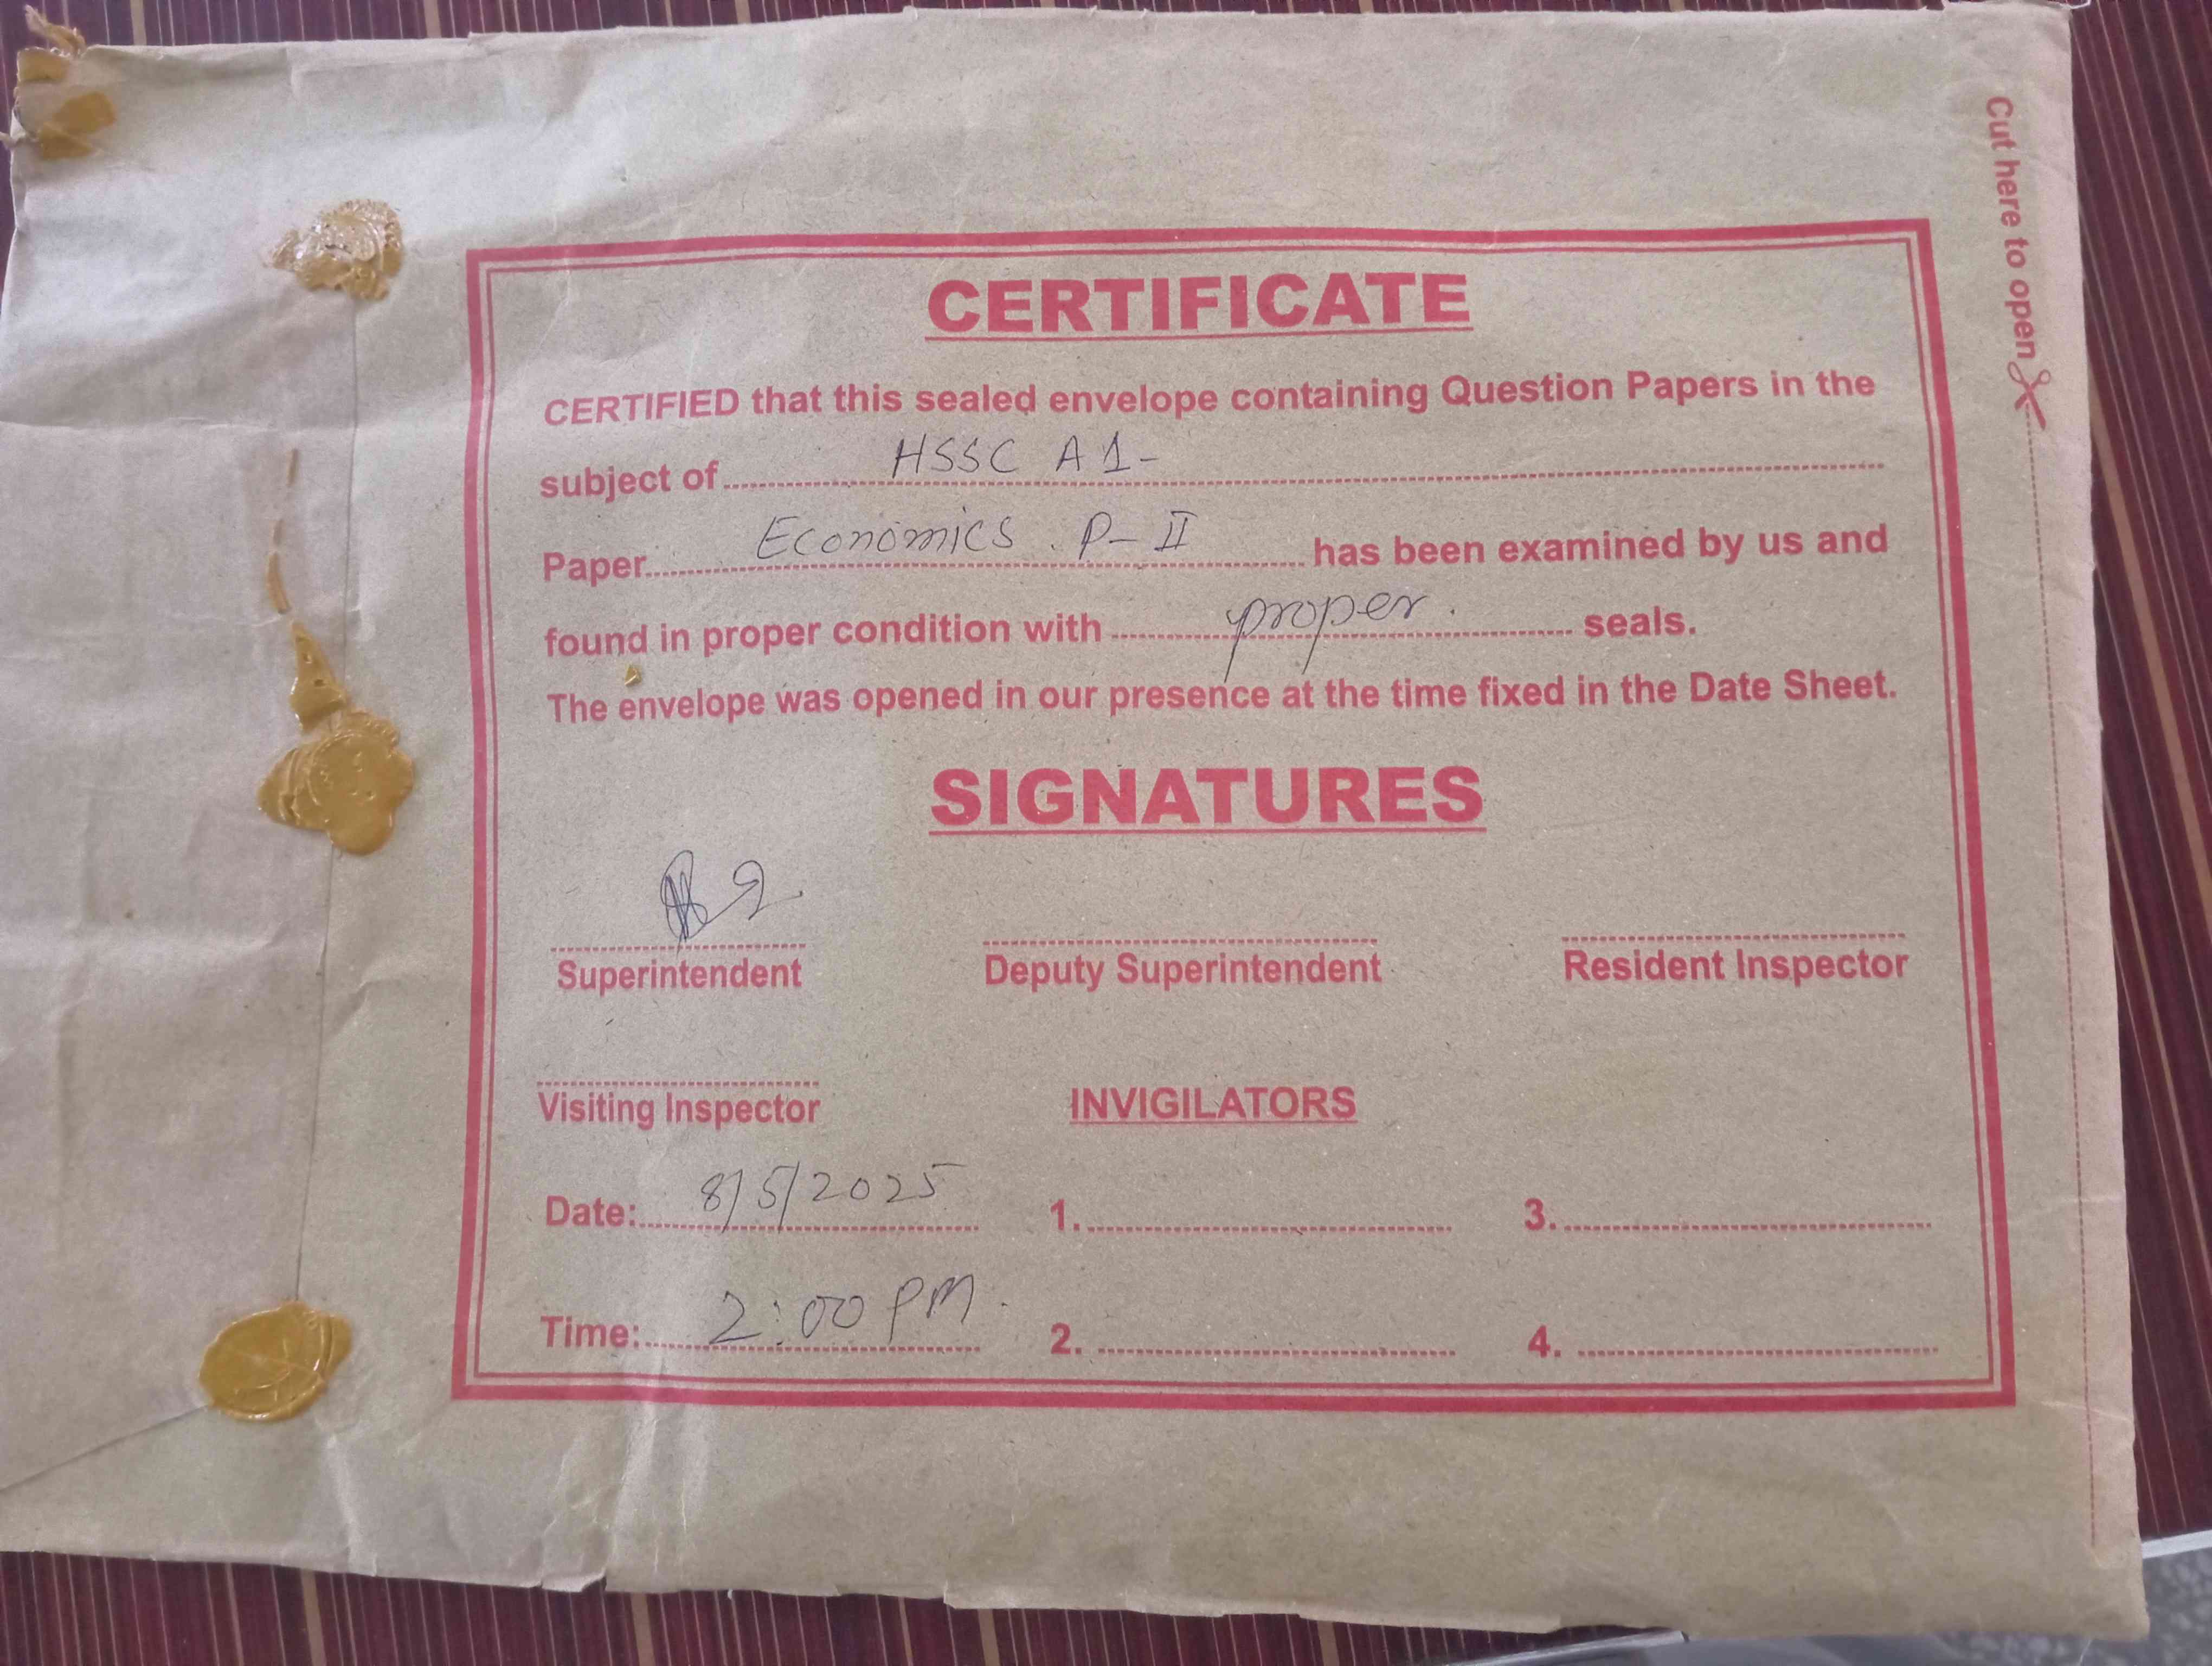 Cut here to open
CERTIFICATE
CERTIFIED that this sealed envelope containing Question Papers in the
subject of HSSC A1-
Paper Economics . P-II has been examined by us and
found in proper condition with proper. seals.
The envelope was opened in our presence at the time fixed in the Date Sheet.
SIGNATURES
Superintendent Deputy Superintendent Resident Inspector
Visiting Inspector INVIGILATORS
Date: 8/5/2025 1. 3.
Time: 2:00 PM. 2. 4.